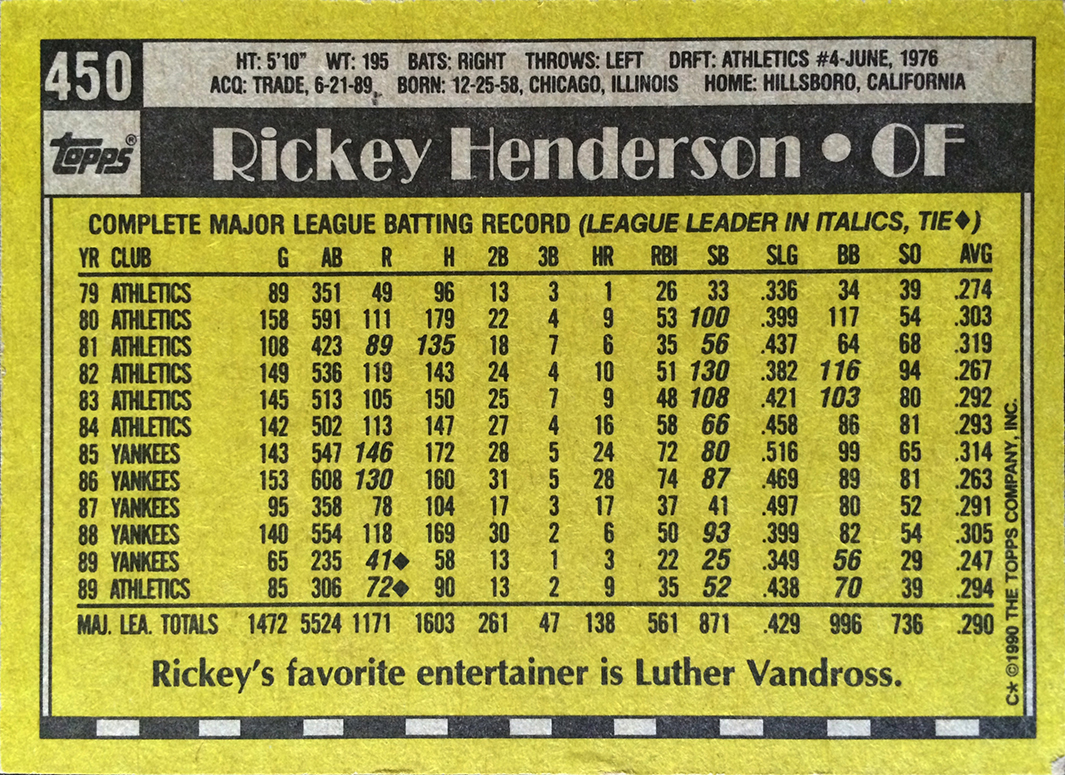 450
HT: 5'10" WT: 195 BATS: RIGHT THROWS: LEFT DRFT: ATHLETICS #4-JUNE, 1976
ACQ: TRADE, 6-21-89, BORN: 12-25-58, CHICAGO, ILLINOIS HOME: HILLSBORO, CALIFORNIA
topps®
Rickey Henderson • OF
COMPLETE MAJOR LEAGUE BATTING RECORD (LEAGUE LEADER IN ITALICS, TIE♦)
YR CLUB G AB R H 2B 3B HR RBI SB SLG BB SO AVG
79 ATHLETICS 89 351 49 96 13 3 1 26 33 .336 34 39 .274
80 ATHLETICS 158 591 111 179 22 4 9 53 100 .399 117 54 .303
81 ATHLETICS 108 423 89 135 18 7 6 35 56 .437 64 68 .319
82 ATHLETICS 149 536 119 143 24 4 10 51 130 .382 116 94 .267
83 ATHLETICS 145 513 105 150 25 7 9 48 108 .421 103 80 .292
84 ATHLETICS 142 502 113 147 27 4 16 58 66 .458 86 81 .293
85 YANKEES 143 547 146 172 28 5 24 72 80 .516 99 65 .314
86 YANKEES 153 608 130 160 31 5 28 74 87 .469 89 81 .263
87 YANKEES 95 358 78 104 17 3 17 37 41 .497 80 52 .291
88 YANKEES 140 554 118 169 30 2 6 50 93 .399 82 54 .305
89 YANKEES 65 235 41♦ 58 13 1 3 22 25 .349 56 29 .247
89 ATHLETICS 85 306 72♦ 90 13 2 9 35 52 .438 70 39 .294
MAJ. LEA. TOTALS 1472 5524 1171 1603 261 47 138 561 871 .429 996 736 .290
Rickey's favorite entertainer is Luther Vandross.
C* ©1990 THE TOPPS COMPANY, INC.